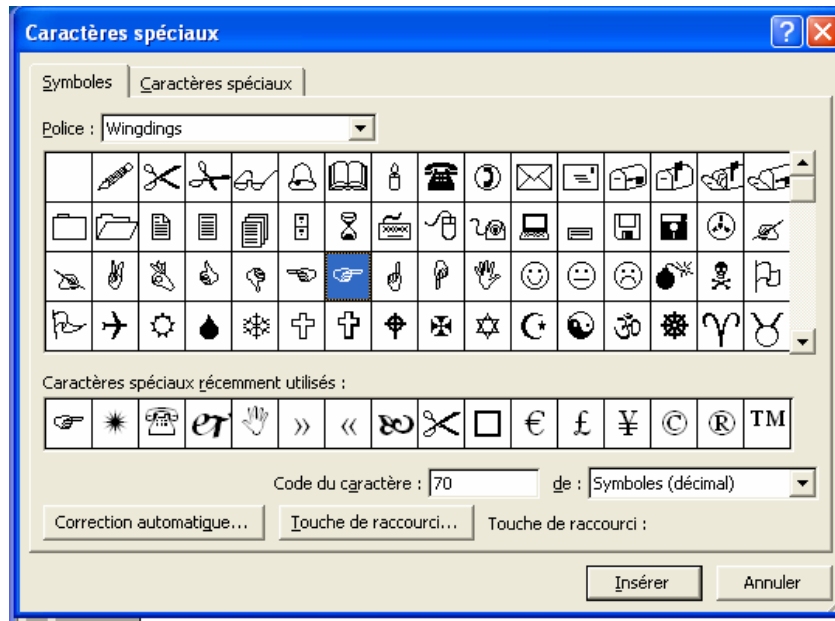 Caractères spéciaux
Symboles Caractères spéciaux
Police : Wingdings
Caractères spéciaux récemment utilisés :
» « € £ ¥ © ® TM
Code du caractère : 70 de : Symboles (décimal)
Correction automatique... Touche de raccourci... Touche de raccourci :
Insérer Annuler